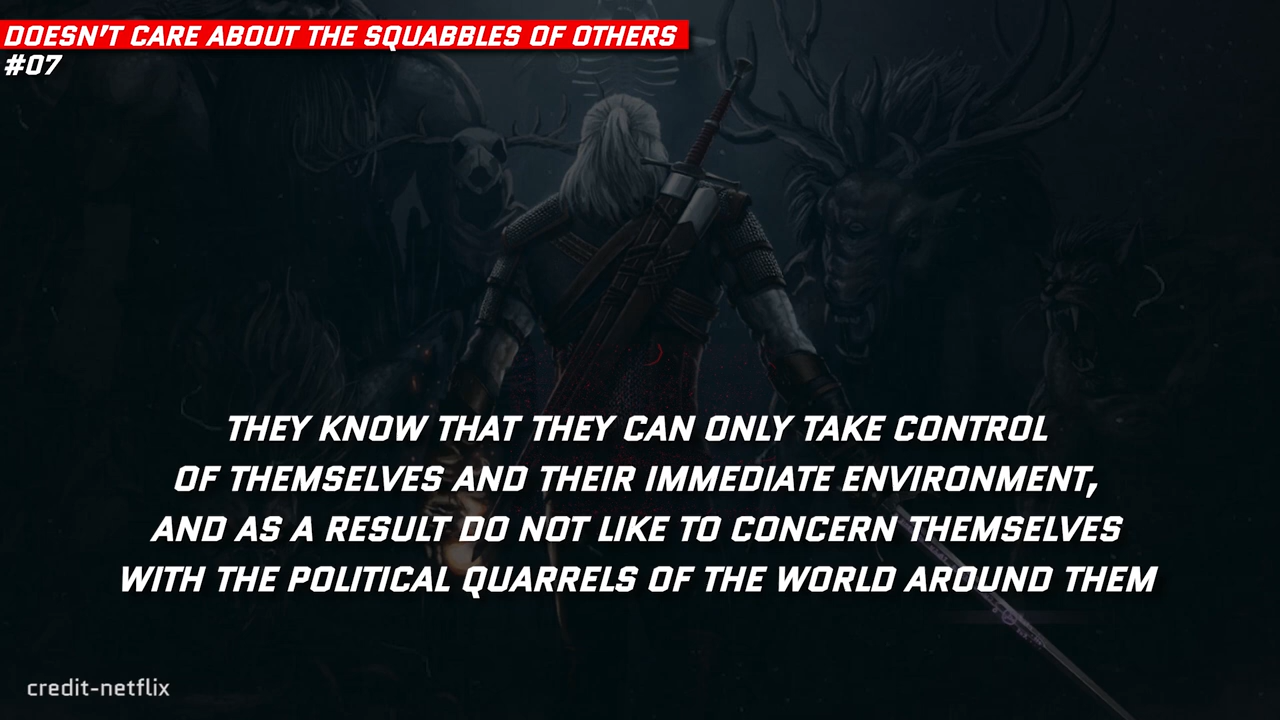 DOESN'T CARE ABOUT THE SQUABBLES OF OTHERS
#07
THEY KNOW THAT THEY CAN ONLY TAKE CONTROL
OF THEMSELVES AND THEIR IMMEDIATE ENVIRONMENT,
AND AS A RESULT DO NOT LIKE TO CONCERN THEMSELVES
WITH THE POLITICAL QUARRELS OF THE WORLD AROUND THEM
credit-netflix